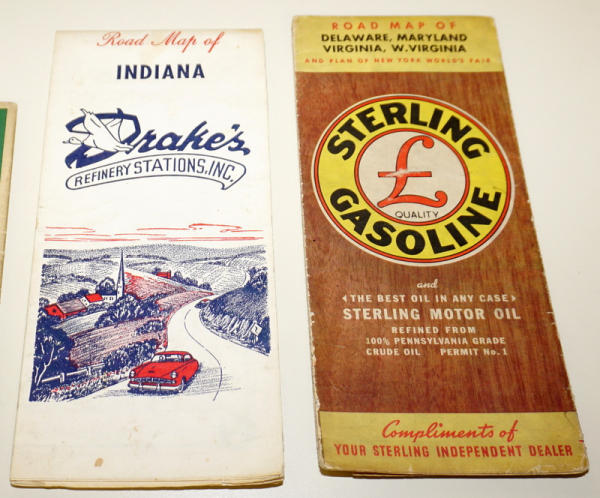 Road Map of
INDIANA
Drake's
REFINERY STATIONS, INC.
ROAD MAP OF
DELAWARE, MARYLAND
VIRGINIA, W. VIRGINIA
AND PLAN OF NEW YORK WORLD'S FAIR
STERLING
£
QUALITY
GASOLINE
and
THE BEST OIL IN ANY CASE
STERLING MOTOR OIL
REFINED FROM
100% PENNSYLVANIA GRADE
CRUDE OIL PERMIT No. 1
Compliments of
YOUR STERLING INDEPENDENT DEALER